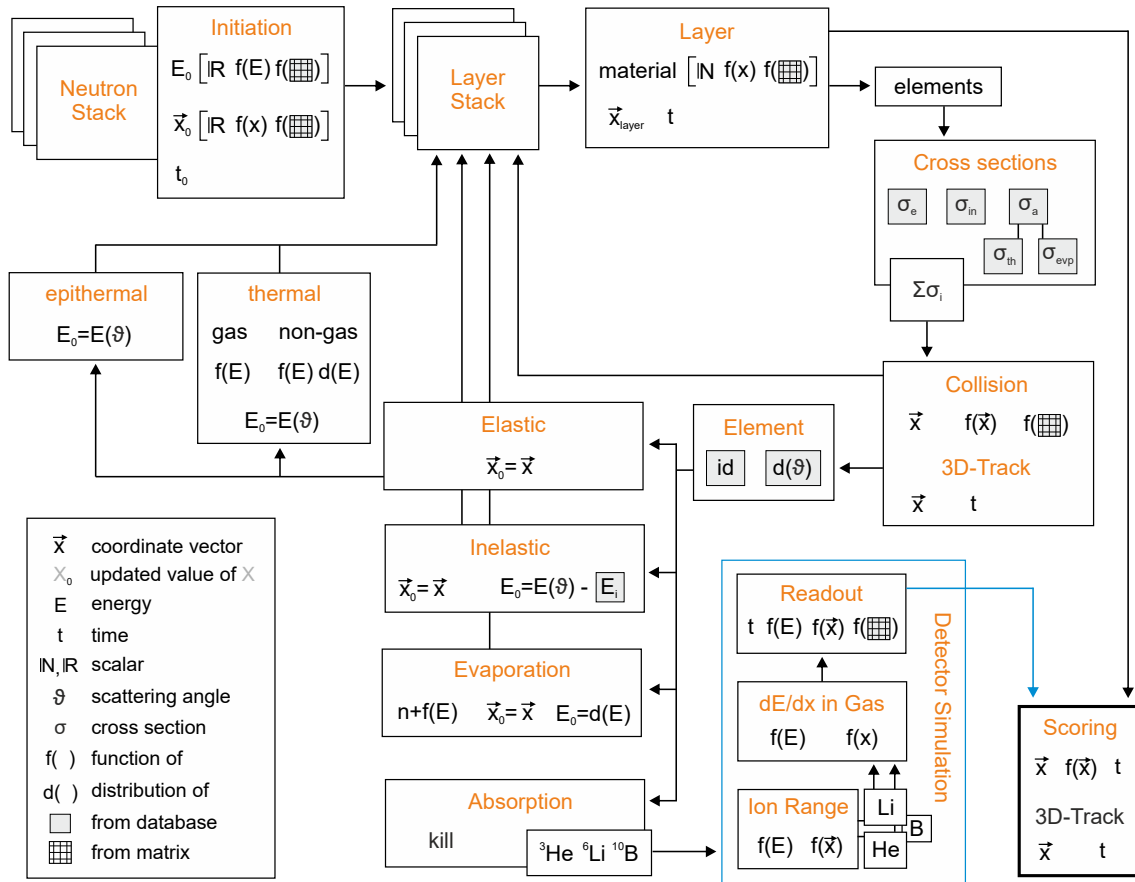 Neutron
Stack
Initiation
E₀ [ℝ f(E) f(▦)]
x⃗₀ [ℝ f(x) f(▦)]
t₀
Layer
Stack
Layer
material [ℕ f(x) f(▦)]
x⃗layer t
elements
Cross sections
σe σin σa
σth σevp
Σσi
epithermal
E₀=E(ϑ)
thermal
gas non-gas
f(E) f(E) d(E)
E₀=E(ϑ)
Collision
x⃗ f(x⃗) f(▦)
3D-Track
x⃗ t
Element
id d(ϑ)
Elastic
x⃗₀= x⃗
Inelastic
x⃗₀= x⃗ E₀=E(ϑ) - Ei
Evaporation
n+f(E) x⃗₀= x⃗ E₀=d(E)
Absorption
kill
³He ⁶Li ¹⁰B
Detector Simulation
Readout
t f(E) f(x⃗) f(▦)
dE/dx in Gas
f(E) f(x)
Ion Range
f(E) f(x⃗)
Li
B
He
Scoring
x⃗ f(x⃗) t
3D-Track
x⃗ t
x⃗ coordinate vector
X₀ updated value of X
E energy
t time
ℕ, ℝ scalar
ϑ scattering angle
σ cross section
f( ) function of
d( ) distribution of
from database
from matrix